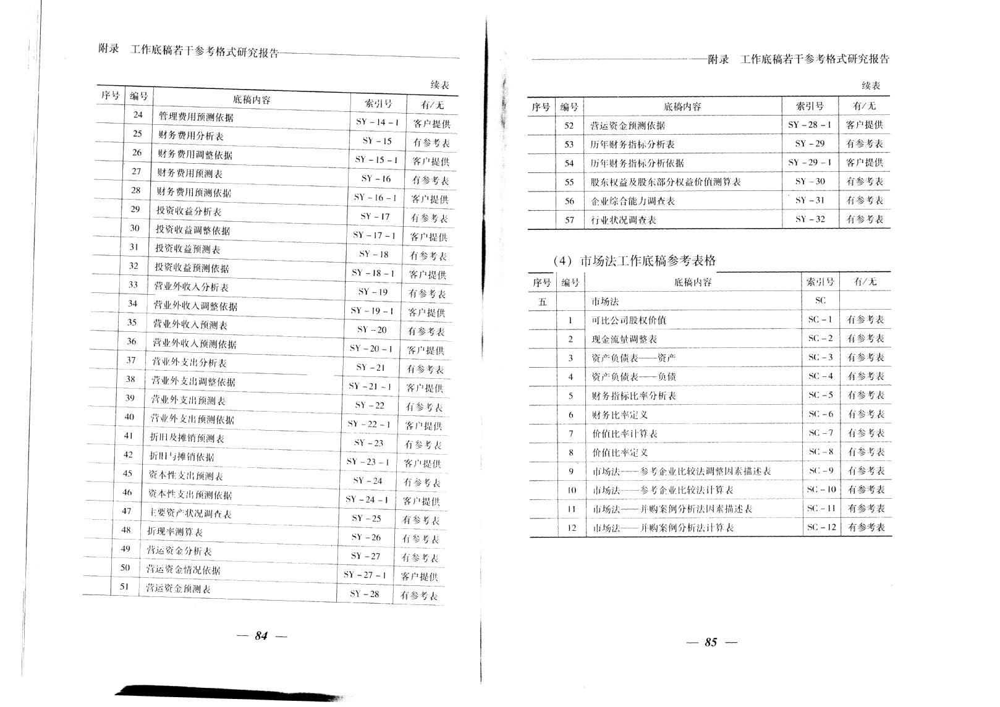 附录 工作底稿若干参考格式研究报告
续表
序号 编号 底稿内容 索引号 有/无
24 管理费用预测依据 SY-14-1 客户提供
25 财务费用分析表 SY-15 有参考表
26 财务费用调整依据 SY-15-1 客户提供
27 财务费用预测表 SY-16 有参考表
28 财务费用预测依据 SY-16-1 客户提供
29 投资收益分析表 SY-17 有参考表
30 投资收益调整依据 SY-17-1 客户提供
31 投资收益预测表 SY-18 有参考表
32 投资收益预测依据 SY-18-1 客户提供
33 营业外收入分析表 SY-19 有参考表
34 营业外收入调整依据 SY-19-1 客户提供
35 营业外收入预测表 SY-20 有参考表
36 营业外收入预测依据 SY-20-1 客户提供
37 营业外支出分析表 SY-21 有参考表
38 营业外支出调整依据 SY-21-1 客户提供
39 营业外支出预测表 SY-22 有参考表
40 营业外支出预测依据 SY-22-1 客户提供
41 折旧及摊销预测表 SY-23 有参考表
42 折旧与摊销依据 SY-23-1 客户提供
45 资本性支出预测表 SY-24 有参考表
46 资本性支出预测依据 SY-24-1 客户提供
47 主要资产状况调查表 SY-25 有参考表
48 折现率测算表 SY-26 有参考表
49 营运资金分析表 SY-27 有参考表
50 营运资金情况依据 SY-27-1 客户提供
51 营运资金预测表 SY-28 有参考表
— 84 —
附录 工作底稿若干参考格式研究报告
续表
序号 编号 底稿内容 索引号 有/无
52 营运资金预测依据 SY-28-1 客户提供
53 历年财务指标分析表 SY-29 有参考表
54 历年财务指标分析依据 SY-29-1 客户提供
55 股东权益及股东部分权益价值测算表 SY-30 有参考表
56 企业综合能力调查表 SY-31 有参考表
57 行业状况调查表 SY-32 有参考表
（4）市场法工作底稿参考表格
序号 编号 底稿内容 索引号 有/无
五 市场法 SC
1 可比公司股权价值 SC-1 有参考表
2 现金流量调整表 SC-2 有参考表
3 资产负债表——资产 SC-3 有参考表
4 资产负债表——负债 SC-4 有参考表
5 财务指标比率分析表 SC-5 有参考表
6 财务比率定义 SC-6 有参考表
7 价值比率计算表 SC-7 有参考表
8 价值比率定义 SC-8 有参考表
9 市场法——参考企业比较法调整因素描述表 SC-9 有参考表
10 市场法——参考企业比较法计算表 SC-10 有参考表
11 市场法——并购案例分析法因素描述表 SC-11 有参考表
12 市场法——并购案例分析法计算表 SC-12 有参考表
— 85 —